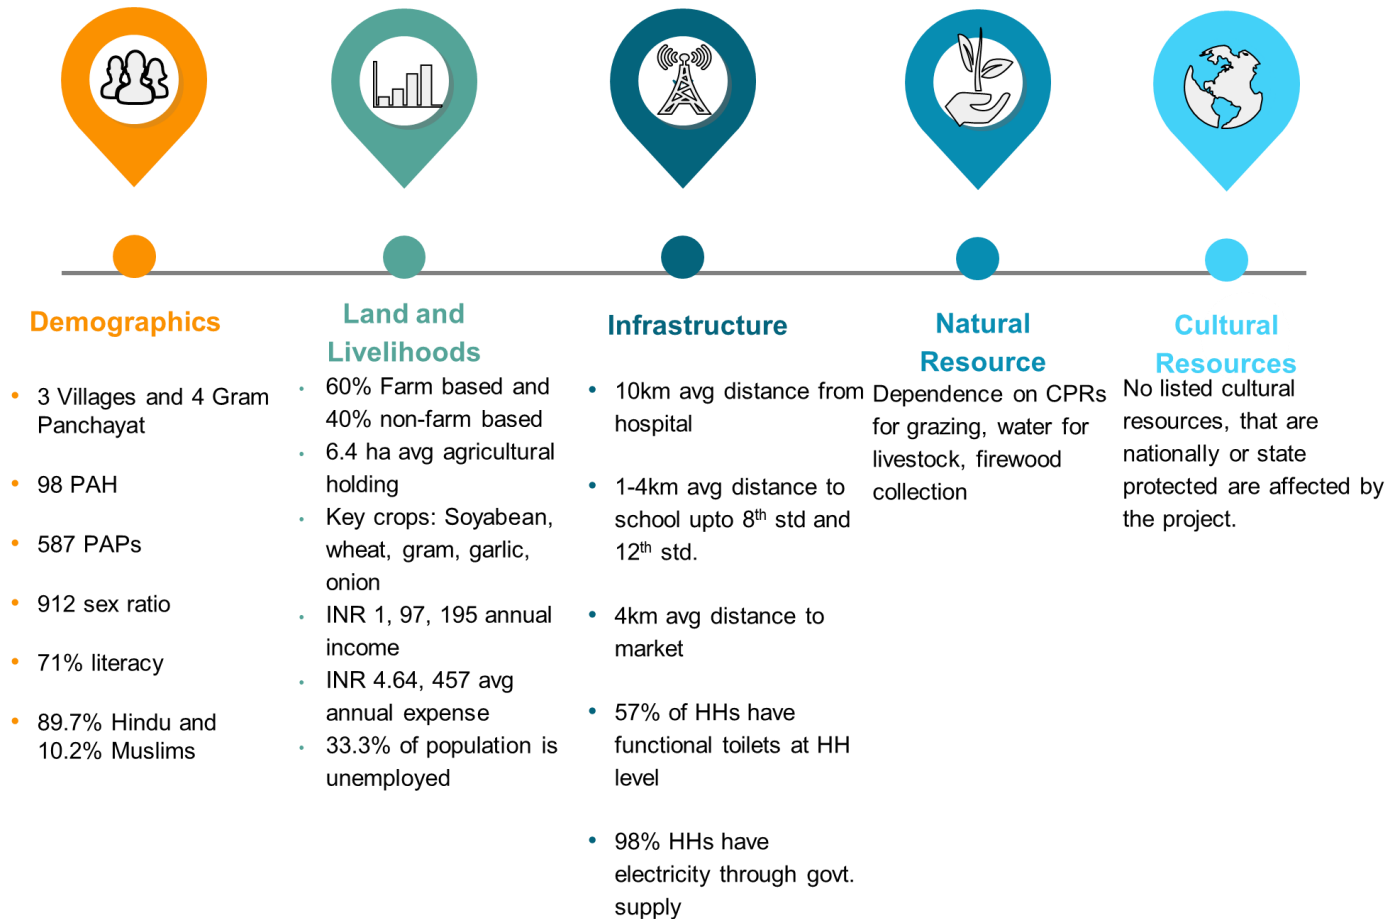 Demographics
• 3 Villages and 4 Gram
Panchayat
• 98 PAH
• 587 PAPs
• 912 sex ratio
• 71% literacy
• 89.7% Hindu and
10.2% Muslims
Land and
Livelihoods
• 60% Farm based and
40% non-farm based
• 6.4 ha avg agricultural
holding
• Key crops: Soyabean,
wheat, gram, garlic,
onion
• INR 1, 97, 195 annual
income
• INR 4.64, 457 avg
annual expense
• 33.3% of population is
unemployed
Infrastructure
• 10km avg distance from
hospital
• 1-4km avg distance to
school upto 8th std and
12th std.
• 4km avg distance to
market
• 57% of HHs have
functional toilets at HH
level
• 98% HHs have
electricity through govt.
supply
Natural
Resource
Dependence on CPRs
for grazing, water for
livestock, firewood
collection
Cultural
Resources
No listed cultural
resources, that are
nationally or state
protected are affected by
the project.